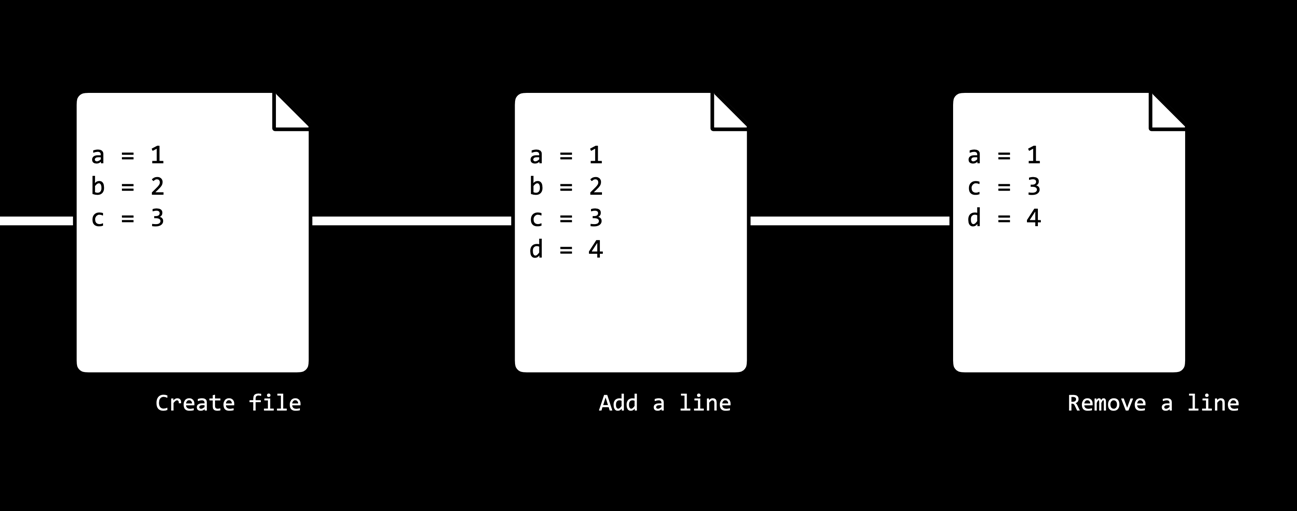 a = 1
b = 2
c = 3
Create file
a = 1
b = 2
c = 3
d = 4
Add a line
a = 1
c = 3
d = 4
Remove a line